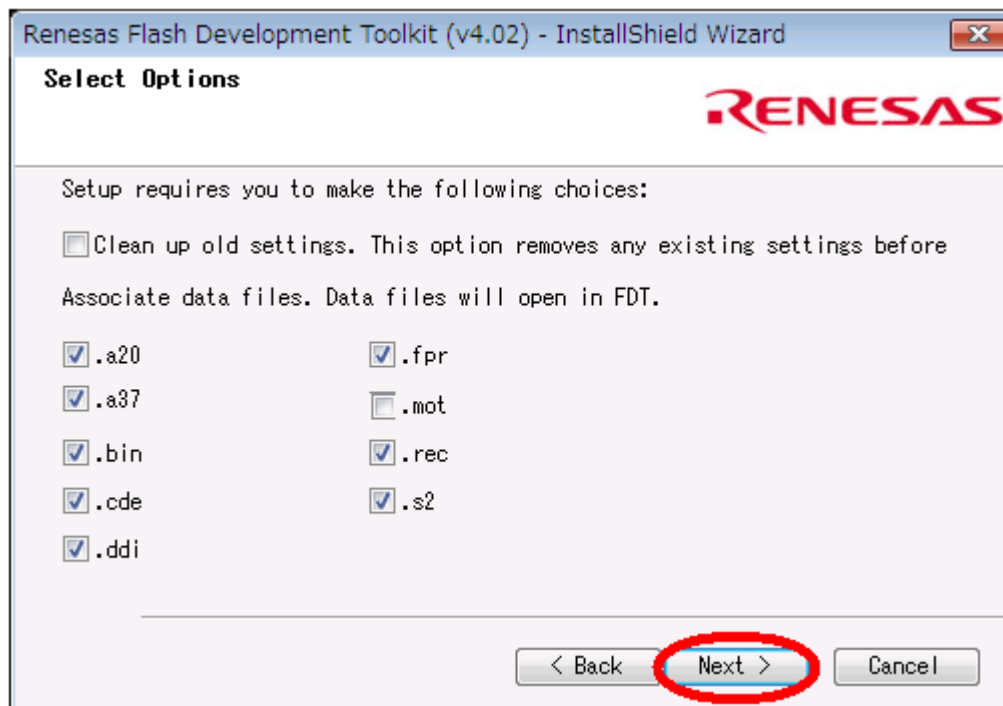 Renesas Flash Development Toolkit (v4.02) - InstallShield Wizard
Select Options
RENESAS
Setup requires you to make the following choices:
Clean up old settings. This option removes any existing settings before
Associate data files. Data files will open in FDT.
.a20
.fpr
.a37
.mot
.bin
.rec
.cde
.s2
.ddi
< Back
Next >
Cancel